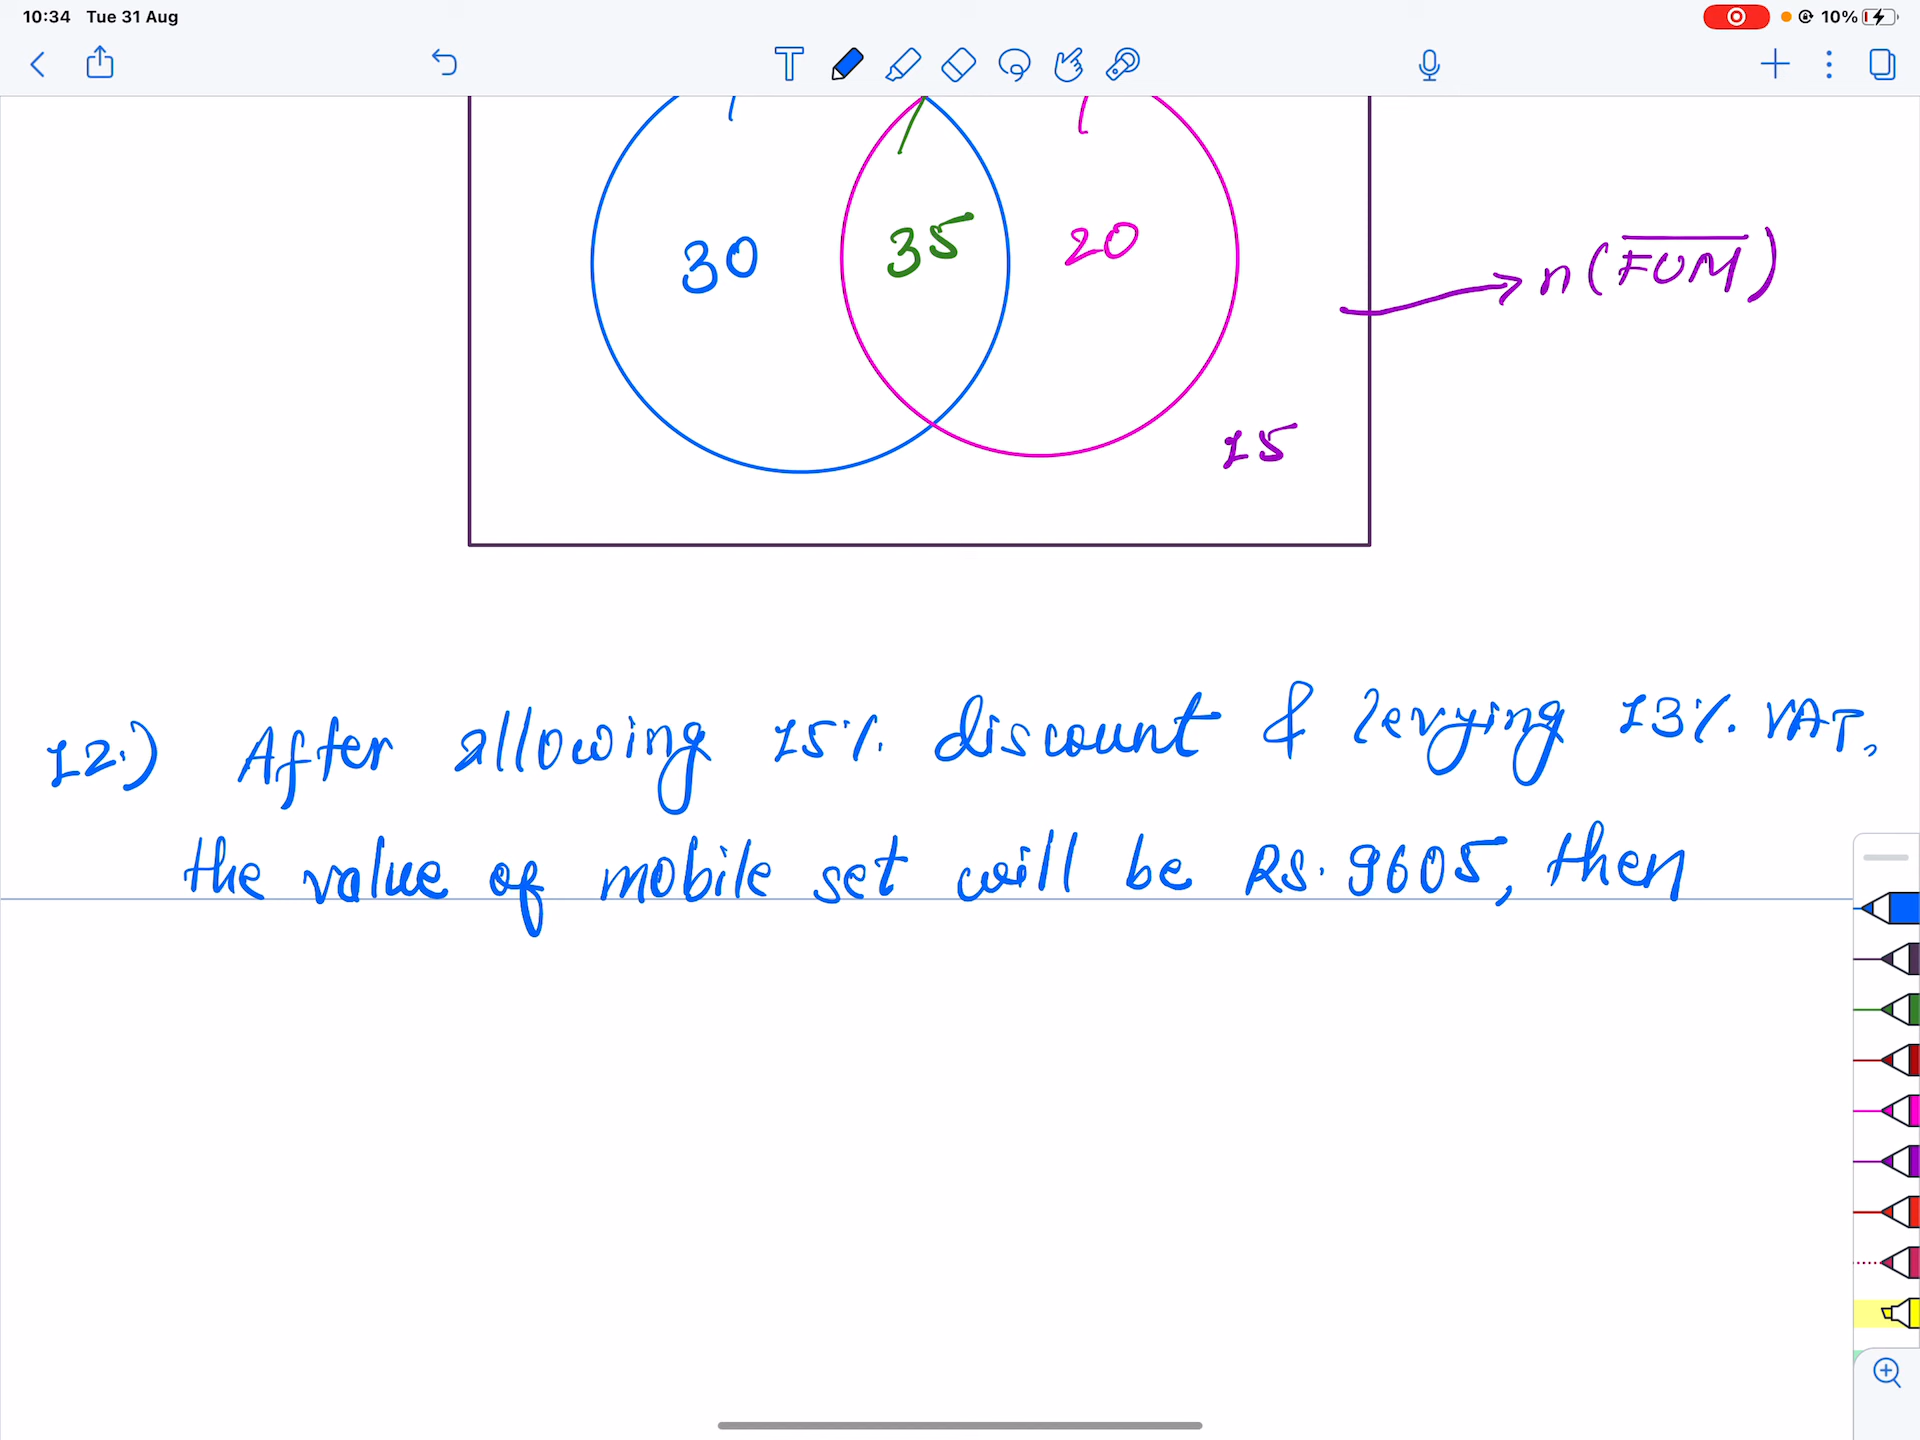 10:34 Tue 31 Aug
10%
30 35 20
n(F∪M)
15
12.) After allowing 15% discount & levying 13% VAT,
the value of mobile set will be Rs. 9605, then